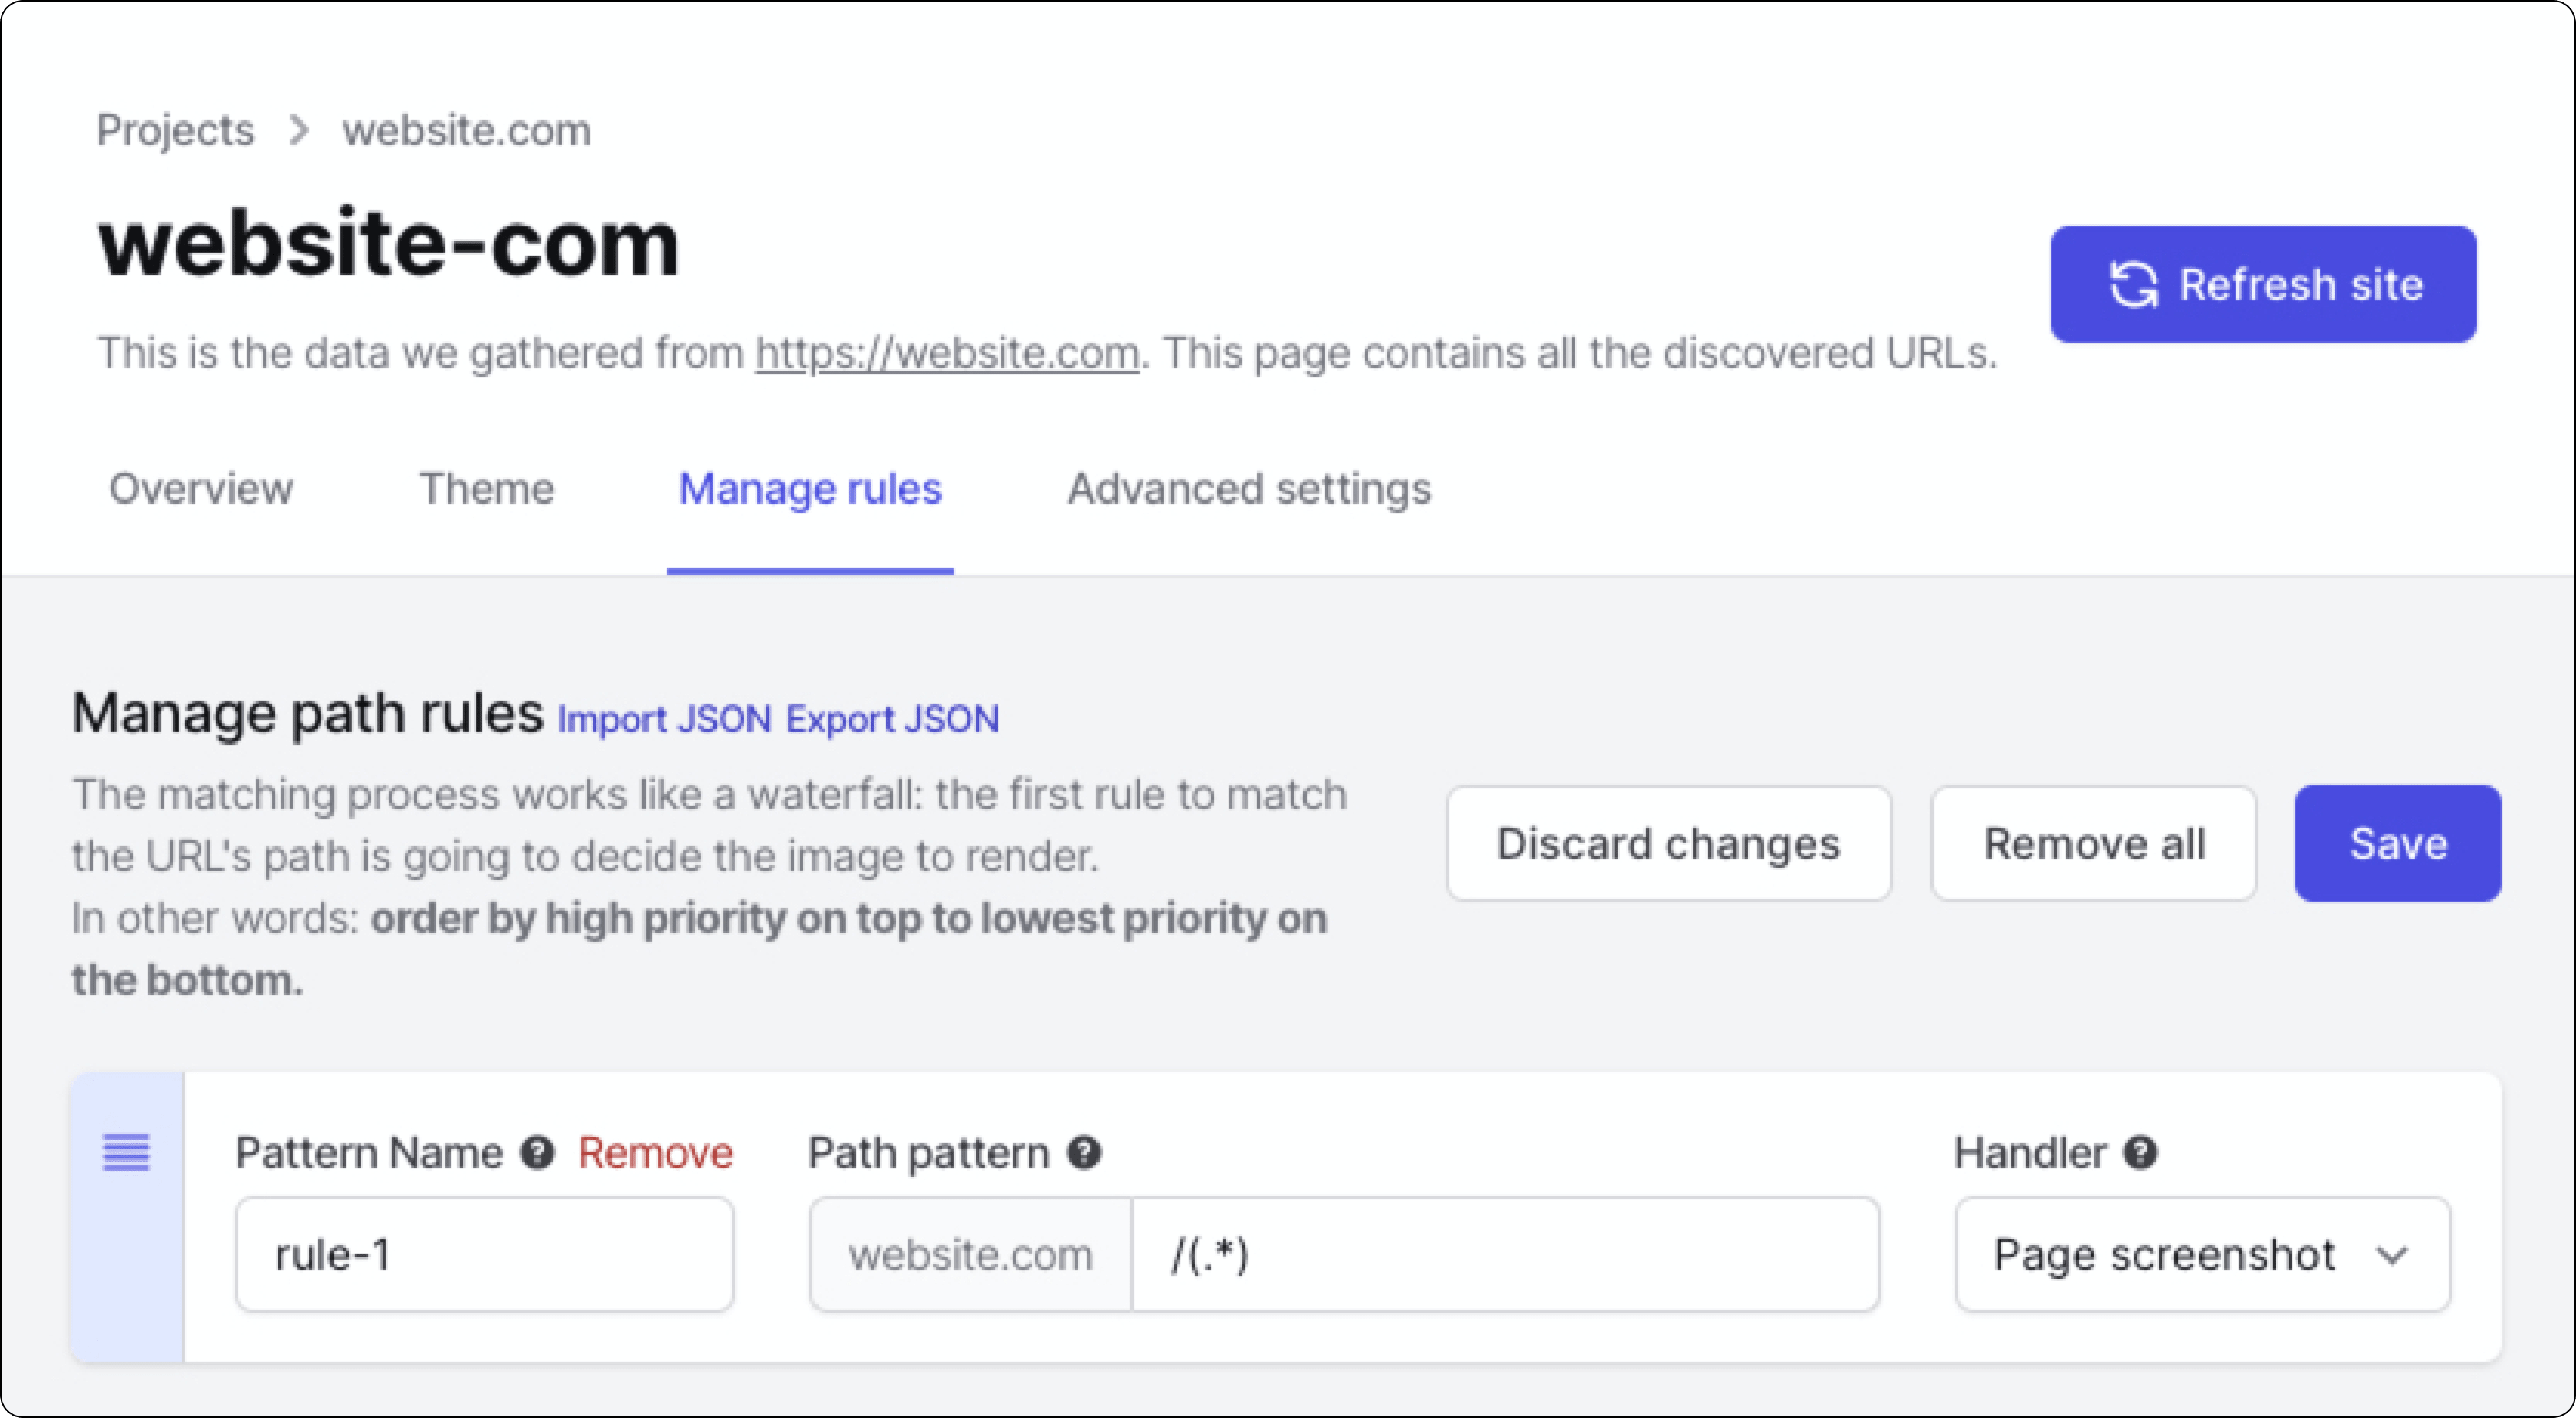 Projects > website.com
website-com
Refresh site
This is the data we gathered from https://website.com. This page contains all the discovered URLs.
Overview Theme Manage rules Advanced settings
Manage path rules Import JSON Export JSON
The matching process works like a waterfall: the first rule to match
the URL's path is going to decide the image to render.
In other words: order by high priority on top to lowest priority on
the bottom.
Discard changes Remove all Save
Pattern Name ? Remove Path pattern ? Handler ?
rule-1 website.com /(.*) Page screenshot